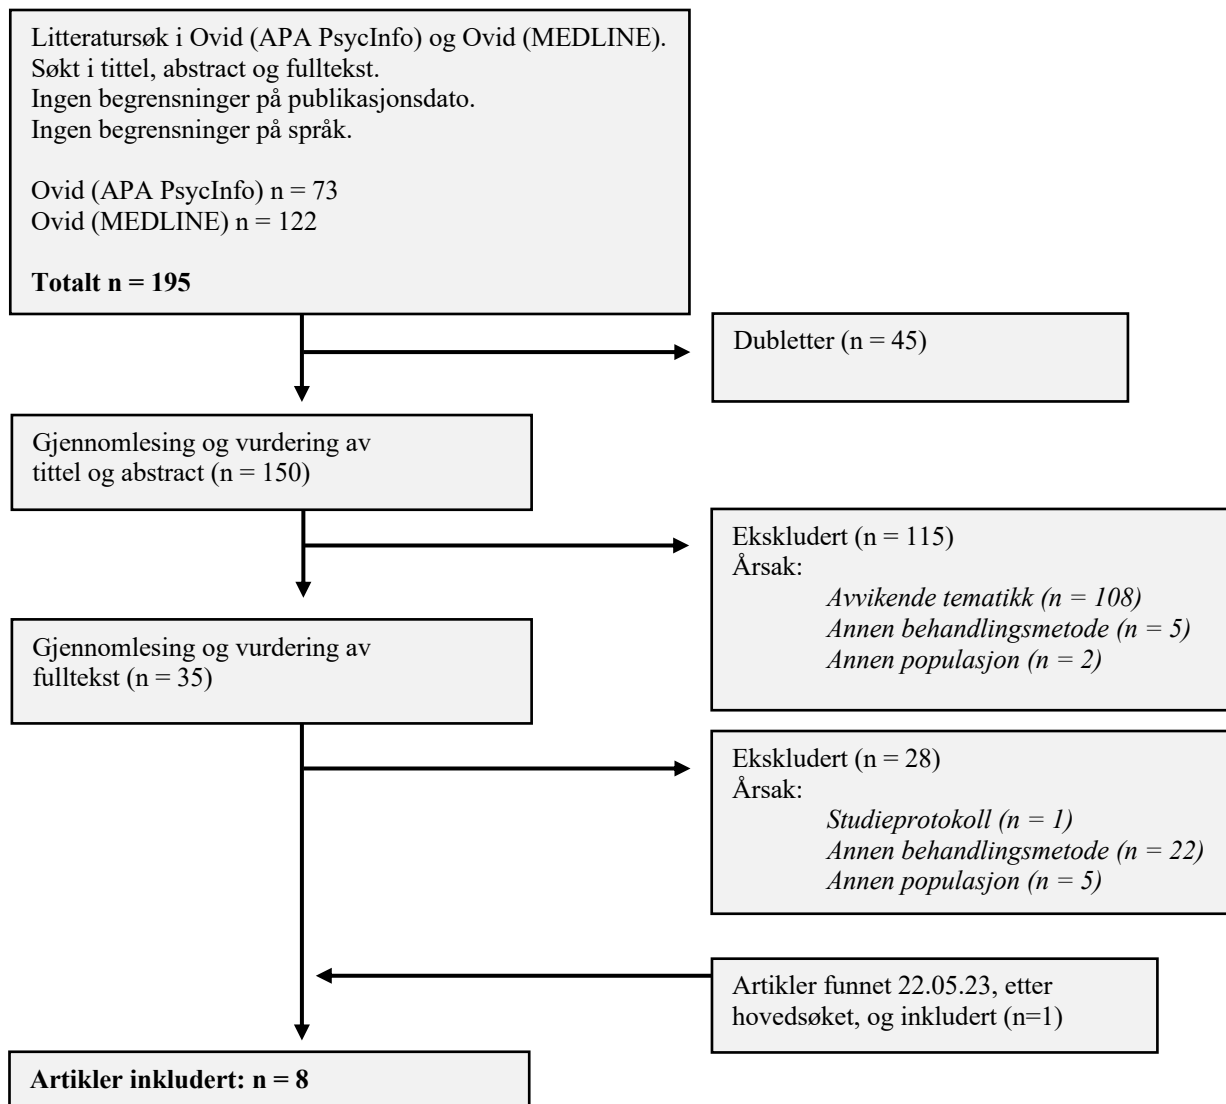 Litteratursøk i Ovid (APA PsycInfo) og Ovid (MEDLINE).
Søkt i tittel, abstract og fulltekst.
Ingen begrensninger på publikasjonsdato.
Ingen begrensninger på språk.
Ovid (APA PsycInfo) n = 73
Ovid (MEDLINE) n = 122
Totalt n = 195
Dubletter (n = 45)
Gjennomlesing og vurdering av
tittel og abstract (n = 150)
Ekskludert (n = 115)
Årsak:
Avvikende tematikk (n = 108)
Annen behandlingsmetode (n = 5)
Annen populasjon (n = 2)
Gjennomlesing og vurdering av
fulltekst (n = 35)
Ekskludert (n = 28)
Årsak:
Studieprotokoll (n = 1)
Annen behandlingsmetode (n = 22)
Annen populasjon (n = 5)
Artikler funnet 22.05.23, etter
hovedsøket, og inkludert (n=1)
Artikler inkludert: n = 8